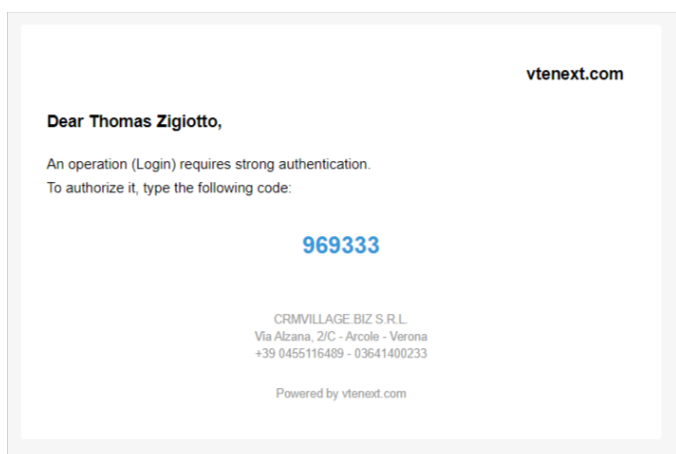 vtenext.com
Dear Thomas Zigiotto,
An operation (Login) requires strong authentication.
To authorize it, type the following code:
969333
CRMVILLAGE.BIZ S.R.L.
Via Alzana, 2/C - Arcole - Verona
+39 0455116489 - 03641400233
Powered by vtenext.com